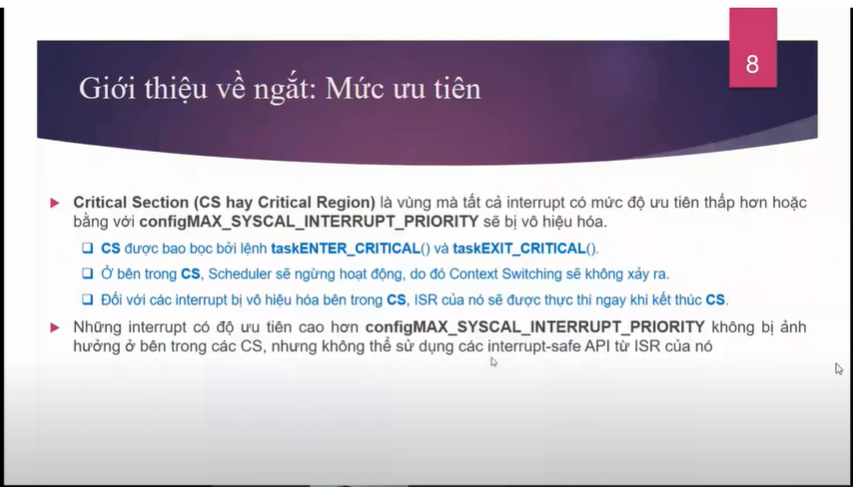 8
Giới thiệu về ngắt: Mức ưu tiên
Critical Section (CS hay Critical Region) là vùng mà tất cả interrupt có mức độ ưu tiên thấp hơn hoặc
bằng với configMAX_SYSCAL_INTERRUPT_PRIORITY sẽ bị vô hiệu hóa.
CS được bao bọc bởi lệnh taskENTER_CRITICAL() và taskEXIT_CRITICAL().
Ở bên trong CS, Scheduler sẽ ngừng hoạt động, do đó Context Switching sẽ không xảy ra.
Đối với các interrupt bị vô hiệu hóa bên trong CS, ISR của nó sẽ được thực thi ngay khi kết thúc CS.
Những interrupt có độ ưu tiên cao hơn configMAX_SYSCAL_INTERRUPT_PRIORITY không bị ảnh
hưởng ở bên trong các CS, nhưng không thể sử dụng các interrupt-safe API từ ISR của nó